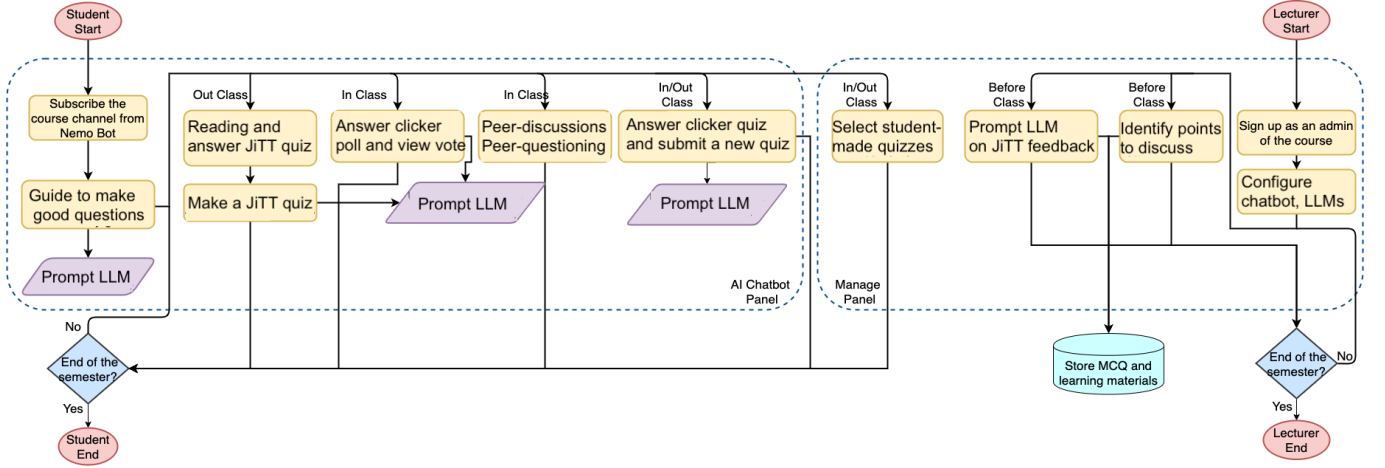 Student
Start
Subscribe the
course channel from
Nemo Bot
Guide to make
good questions
Prompt LLM
Out Class
Reading and
answer JiTT quiz
Make a JiTT quiz
In Class
Answer clicker
poll and view vote
Prompt LLM
In Class
Peer-discussions
Peer-questioning
In/Out
Class
Answer clicker quiz
and submit a new quiz
Prompt LLM
AI Chatbot
Panel
In/Out
Class
Select student-
made quizzes
Manage
Panel
Before
Class
Prompt LLM
on JiTT feedback
Before
Class
Identify points
to discuss
Lecturer
Start
Sign up as an admin
of the course
Configure
chatbot, LLMs
No
End of the
semester?
Yes
Student
End
Store MCQ and
learning materials
End of the
semester?
No
Yes
Lecturer
End